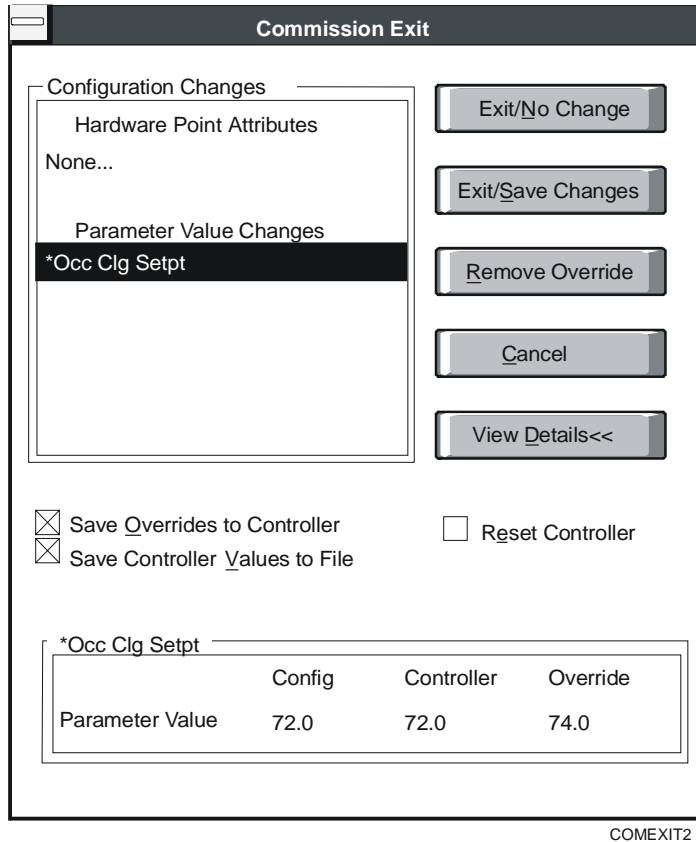 Commission Exit
Configuration Changes
Hardware Point Attributes
None...
Parameter Value Changes
*Occ Clg Setpt
Exit/No Change
Exit/Save Changes
Remove Override
Cancel
View Details<<
Save Overrides to Controller
Save Controller Values to File
Reset Controller
*Occ Clg Setpt
Config Controller Override
Parameter Value 72.0 72.0 74.0
COMEXIT2